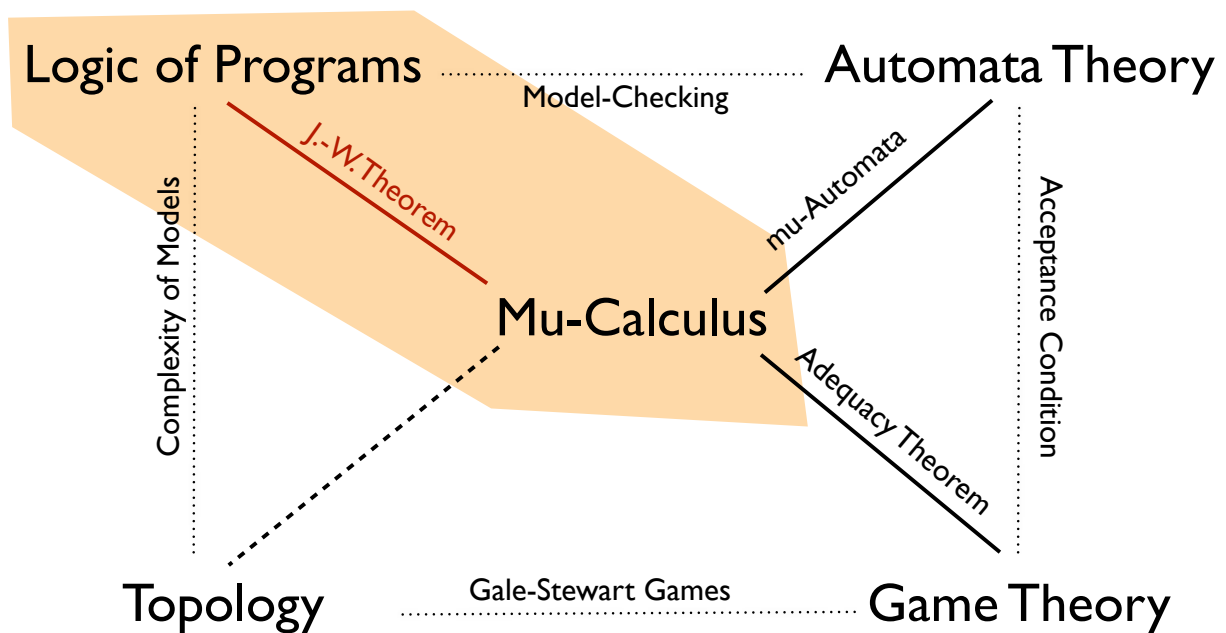 Logic of Programs
Automata Theory
Model-Checking
J.-W. Theorem
mu-Automata
Complexity of Models
Acceptance Condition
Mu-Calculus
Adequacy Theorem
Topology
Gale-Stewart Games
Game Theory